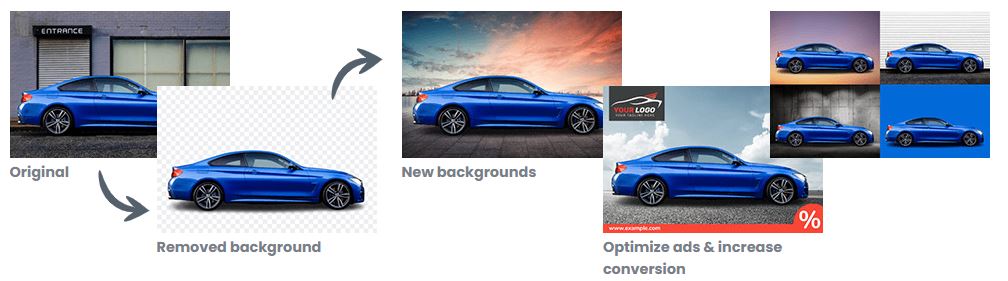 ENTRANCE
Original
Removed background
New backgrounds
YOUR LOGO
YOUR TAGLINE HERE
%
www.example.com
Optimize ads & increase
conversion